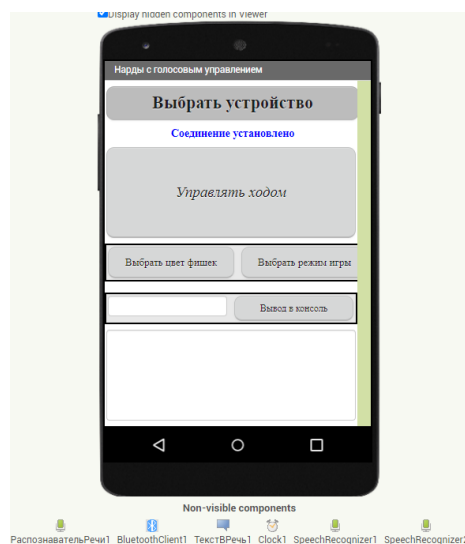 Display hidden components in Viewer
Нарды с голосовым управлением
Выбрать устройство
Соединение установлено
Управлять ходом
Выбрать цвет фишек Выбрать режим игры
Вывод в консоль
Non-visible components
РаспознавательРечи1 BluetoothClient1 ТекстВРечь1 Clock1 SpeechRecognizer1 SpeechRecognizer2